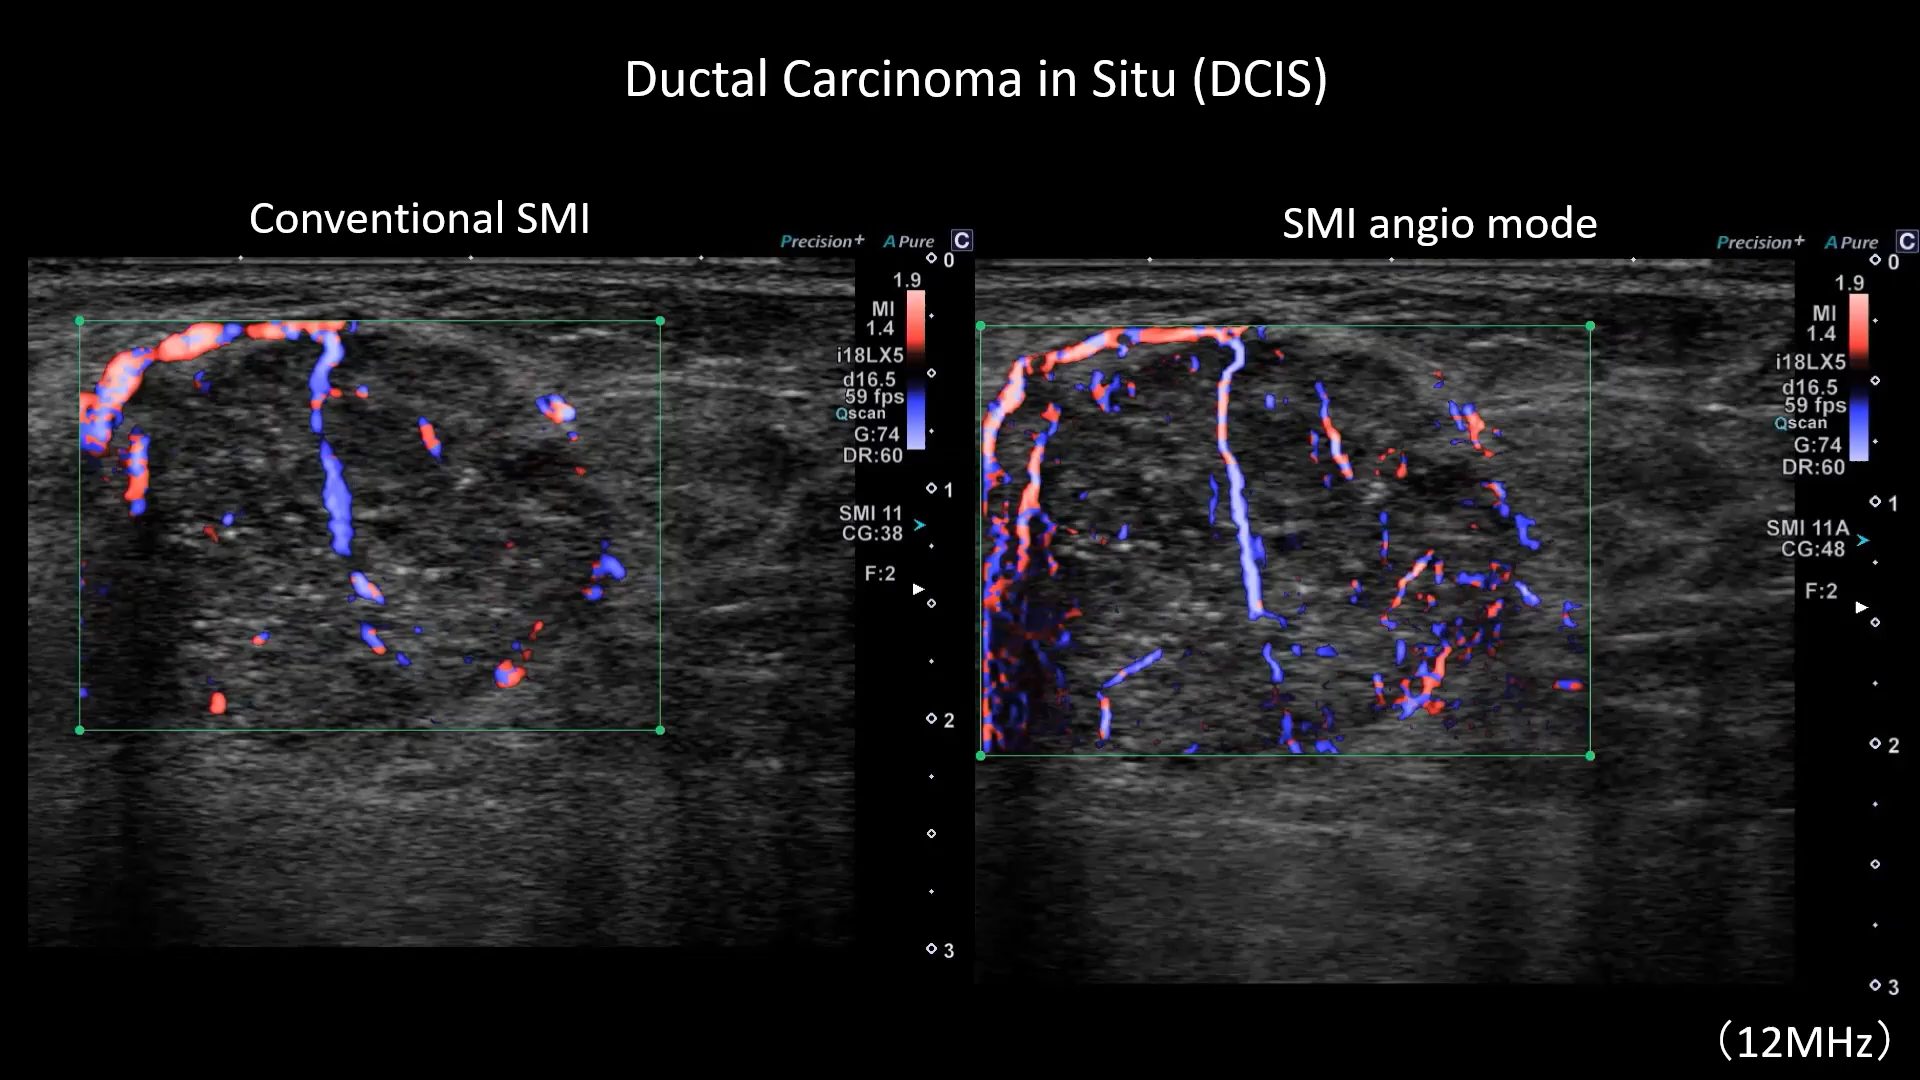 Ductal Carcinoma in Situ (DCIS)
Conventional SMI
Precision+ A Pure C
0
1.9
MI
1.4
i18LX5
d16.5
59 fps
Qscan
G:74
DR:60
1
SMI 11
CG:38
F:2
2
3
SMI angio mode
Precision+ A Pure C
0
1.9
MI
1.4
i18LX5
d16.5
59 fps
Qscan
G:74
DR:60
1
SMI 11A
CG:48
F:2
2
3
(12MHz)